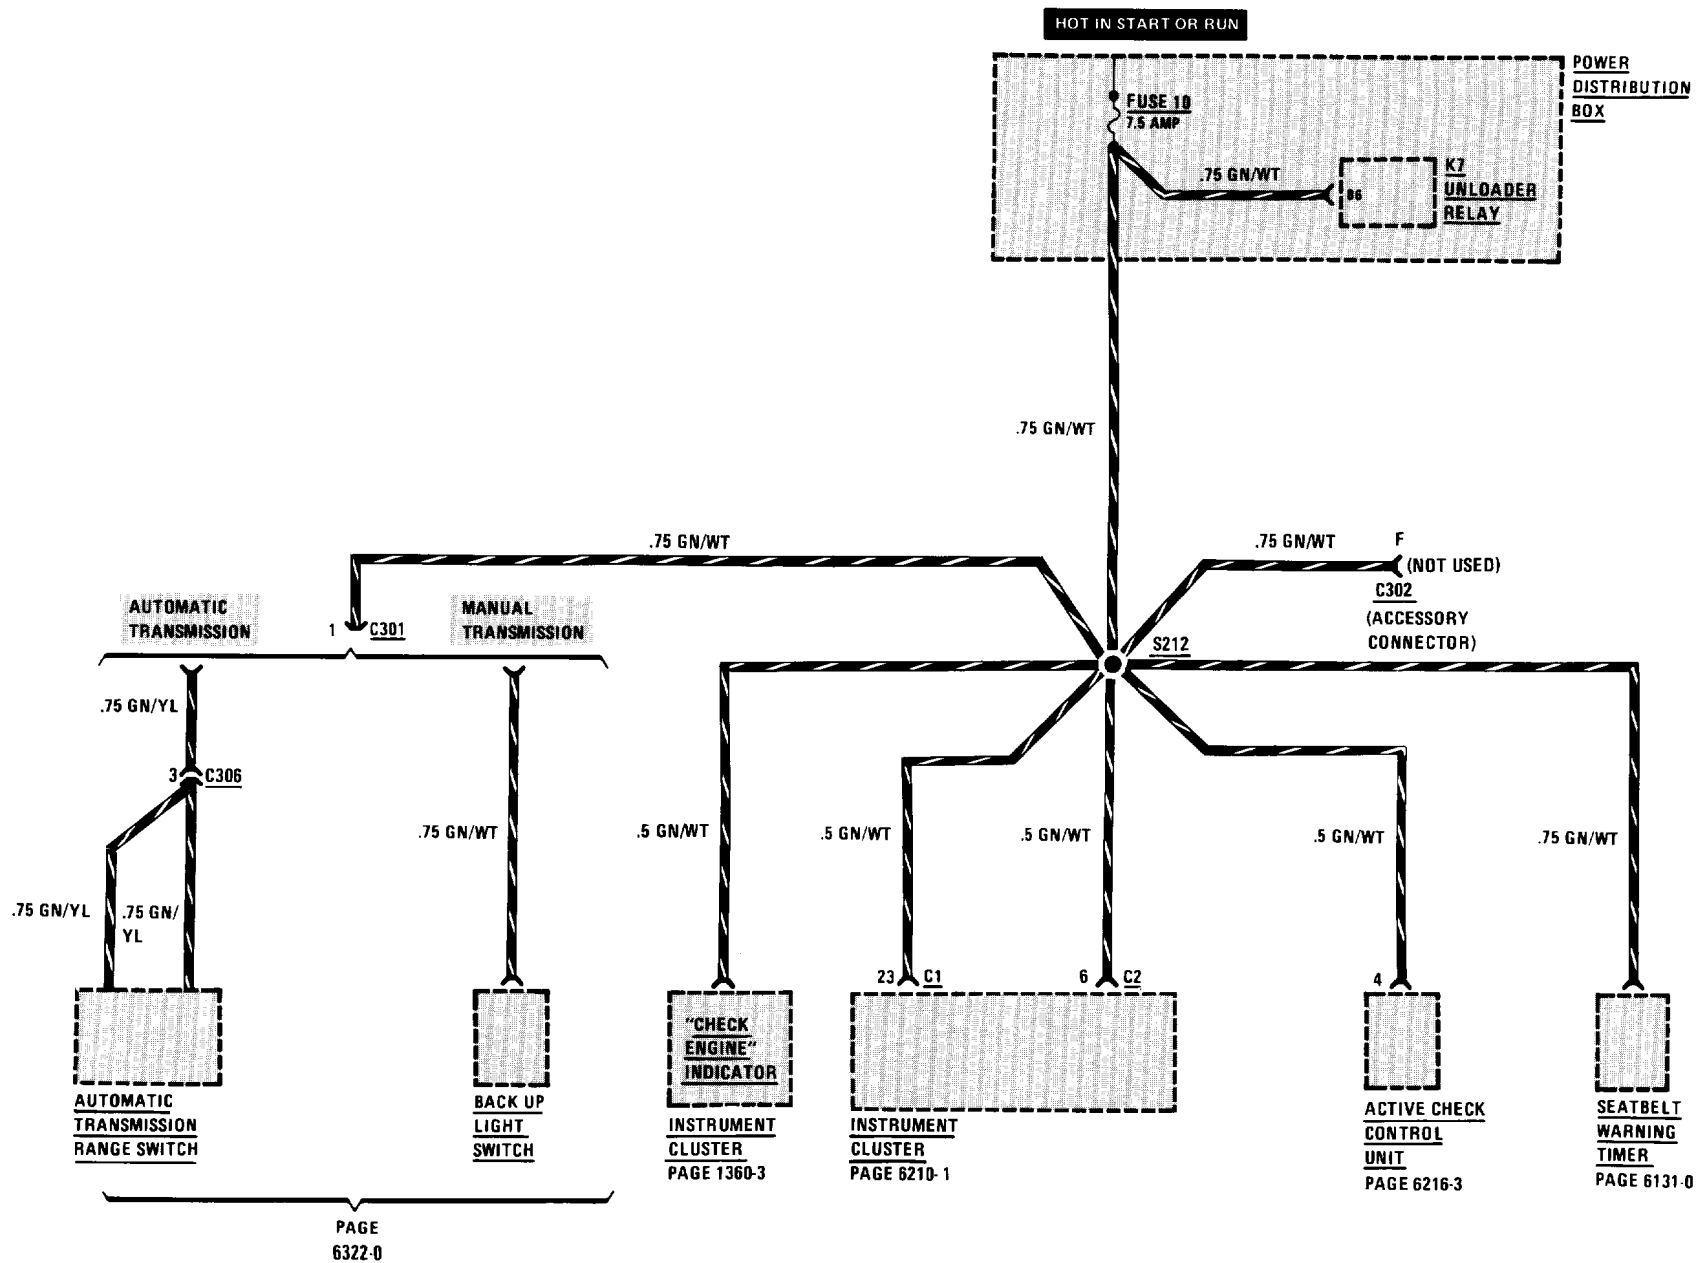 HOT IN START OR RUN
POWER
DISTRIBUTION
BOX
FUSE 10
7.5 AMP
.75 GN/WT
86
K7
UNLOADER
RELAY
.75 GN/WT
.75 GN/WT
.75 GN/WT
F
(NOT USED)
C302
(ACCESSORY
CONNECTOR)
AUTOMATIC
TRANSMISSION
1
C301
MANUAL
TRANSMISSION
S212
.75 GN/YL
3
C306
.75 GN/WT
.5 GN/WT
.5 GN/WT
.5 GN/WT
.5 GN/WT
.75 GN/WT
.75 GN/YL
.75 GN/
YL
23
C1
6
C2
4
"CHECK
ENGINE"
INDICATOR
AUTOMATIC
TRANSMISSION
RANGE SWITCH
BACK UP
LIGHT
SWITCH
INSTRUMENT
CLUSTER
PAGE 1360-3
INSTRUMENT
CLUSTER
PAGE 6210-1
ACTIVE CHECK
CONTROL
UNIT
PAGE 6216-3
SEATBELT
WARNING
TIMER
PAGE 6131-0
PAGE
6322-0